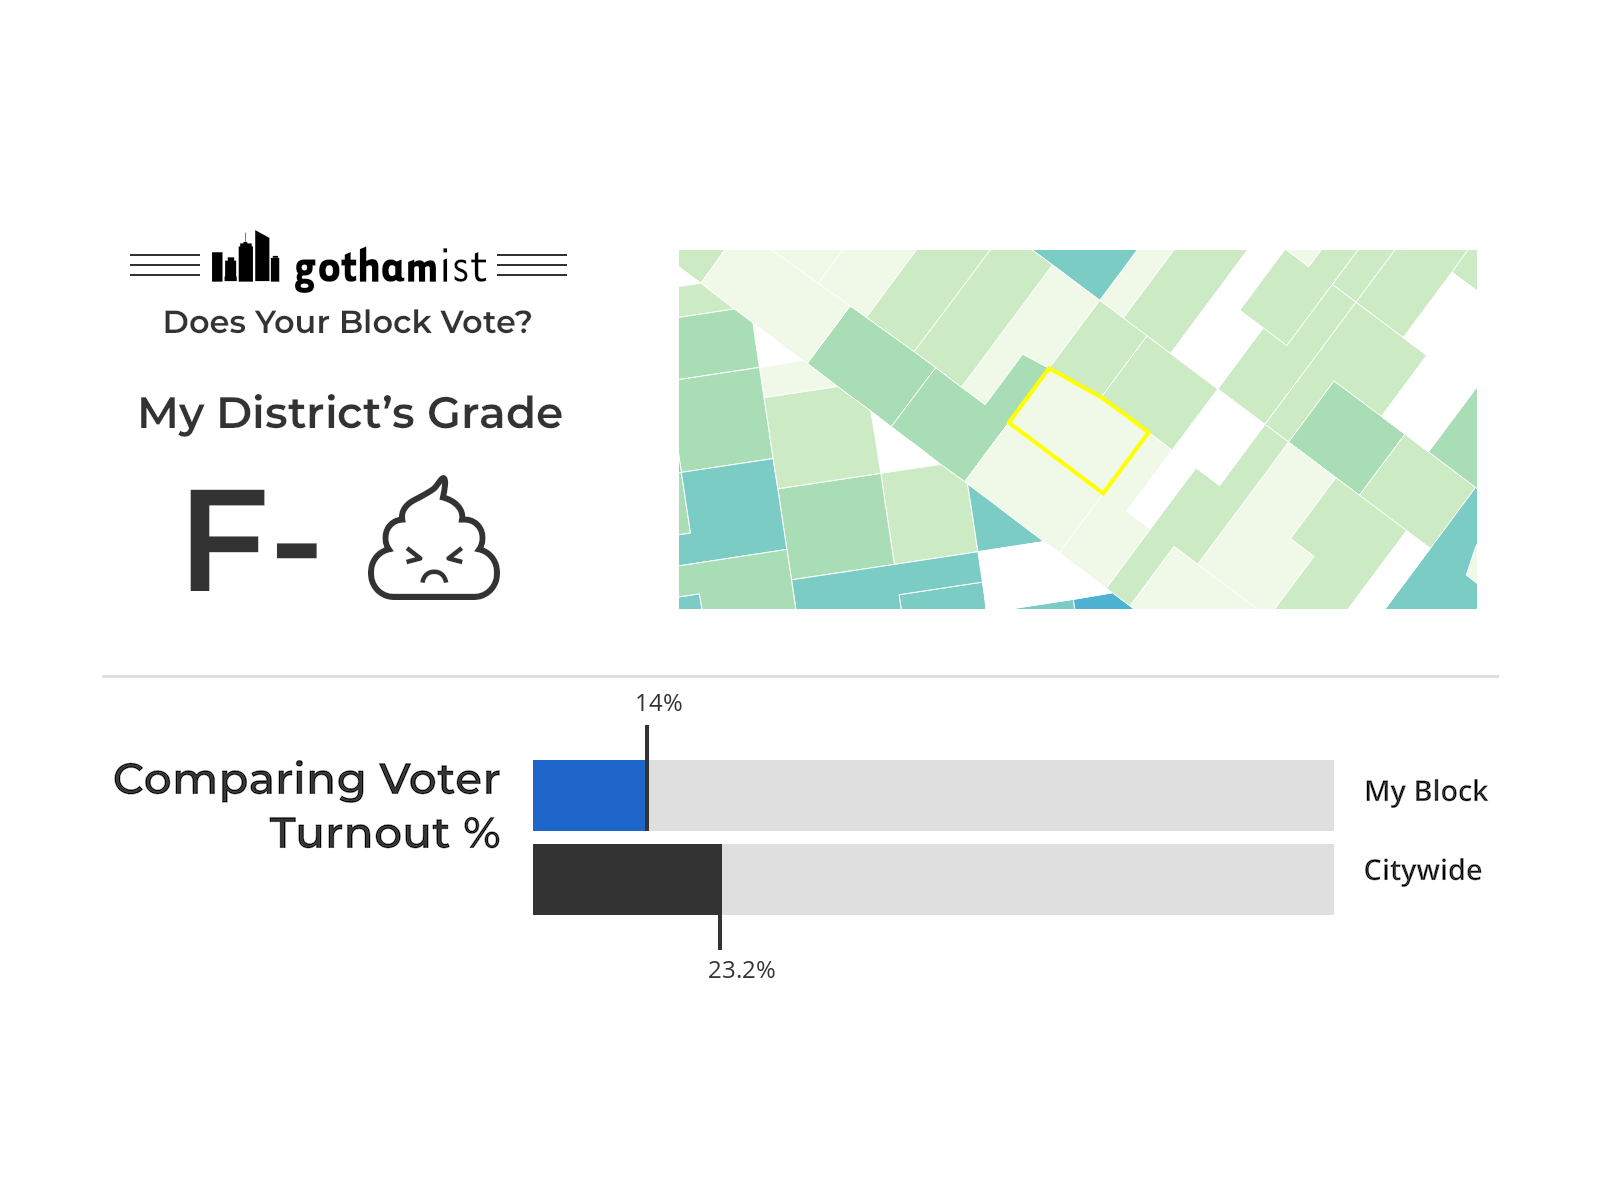 gothamist
Does Your Block Vote?
My District’s Grade
F-
14%
Comparing Voter
Turnout %
My Block
Citywide
23.2%